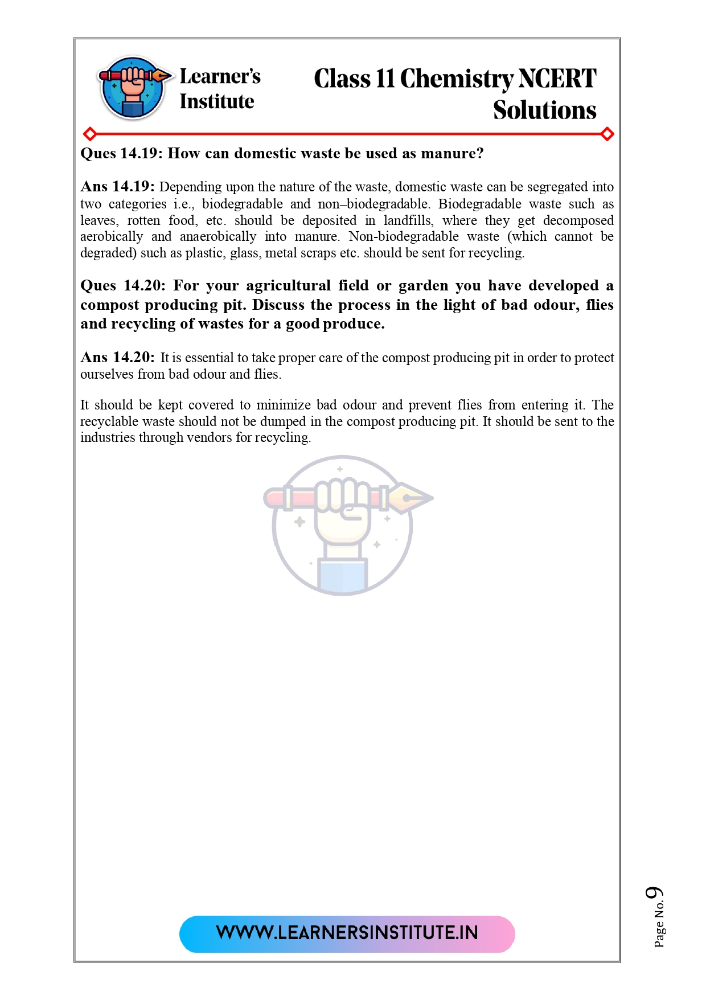 Learner's
Institute
Class 11 Chemistry NCERT
Solutions
Ques 14.19: How can domestic waste be used as manure?
Ans 14.19: Depending upon the nature of the waste, domestic waste can be segregated into
two categories i.e., biodegradable and non–biodegradable. Biodegradable waste such as
leaves, rotten food, etc. should be deposited in landfills, where they get decomposed
aerobically and anaerobically into manure. Non-biodegradable waste (which cannot be
degraded) such as plastic, glass, metal scraps etc. should be sent for recycling.
Ques 14.20: For your agricultural field or garden you have developed a
compost producing pit. Discuss the process in the light of bad odour, flies
and recycling of wastes for a good produce.
Ans 14.20: It is essential to take proper care of the compost producing pit in order to protect
ourselves from bad odour and flies.
It should be kept covered to minimize bad odour and prevent flies from entering it. The
recyclable waste should not be dumped in the compost producing pit. It should be sent to the
industries through vendors for recycling.
WWW.LEARNERSINSTITUTE.IN
Page No. 9